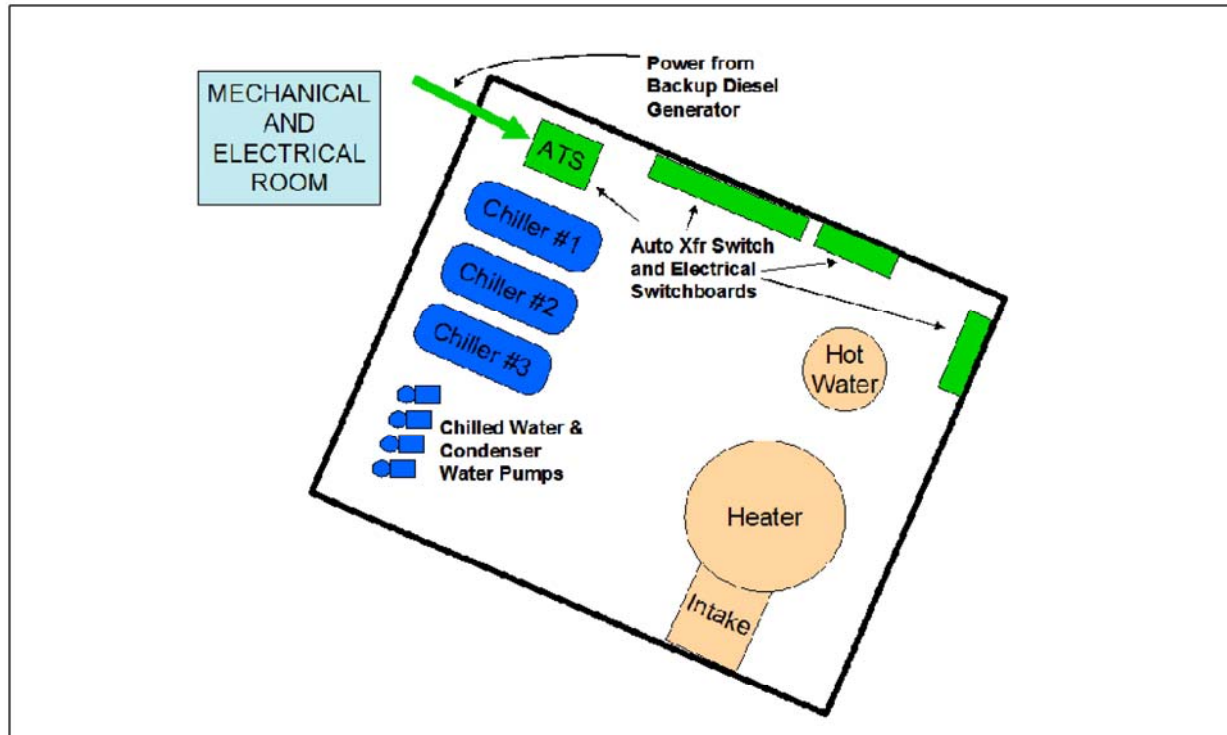 MECHANICAL
AND
ELECTRICAL
ROOM
Power from
Backup Diesel
Generator
ATS
Chiller #1
Chiller #2
Chiller #3
Auto Xfr Switch
and Electrical
Switchboards
Hot
Water
Chilled Water &
Condenser
Water Pumps
Heater
Intake